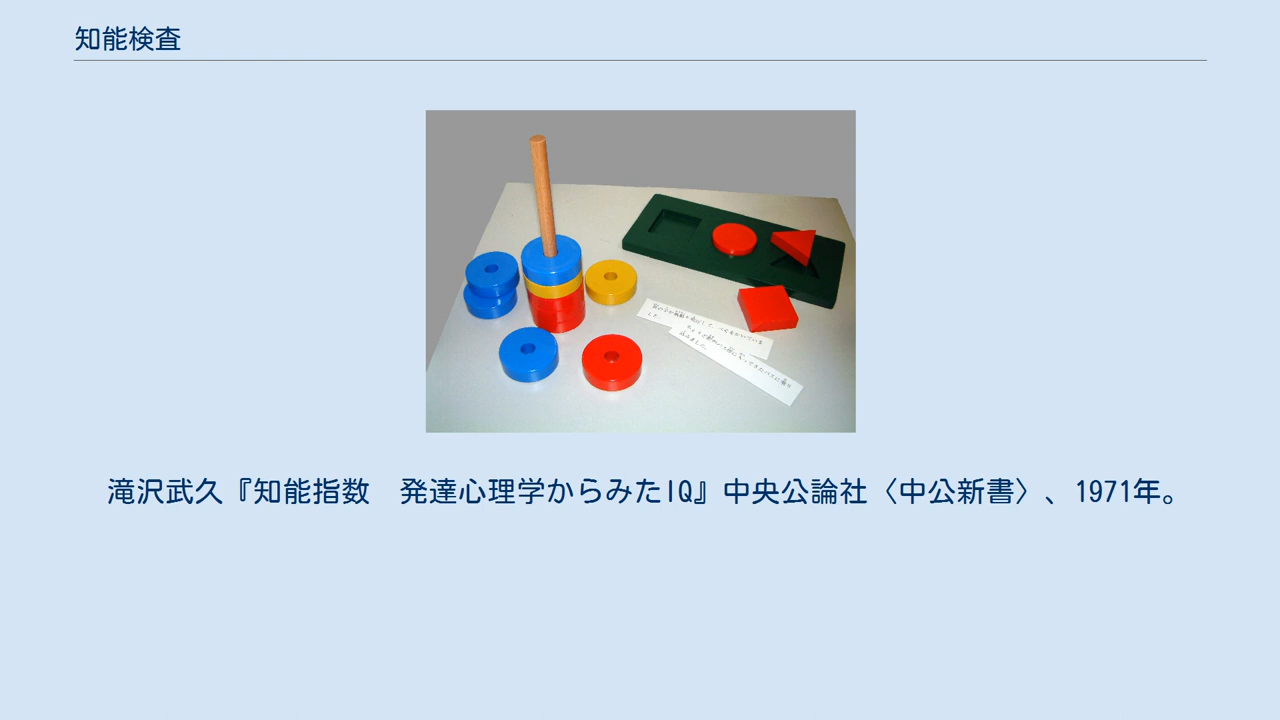 知能検査
滝沢武久『知能指数　発達心理学からみたIQ』中央公論社〈中公新書〉、1971年。